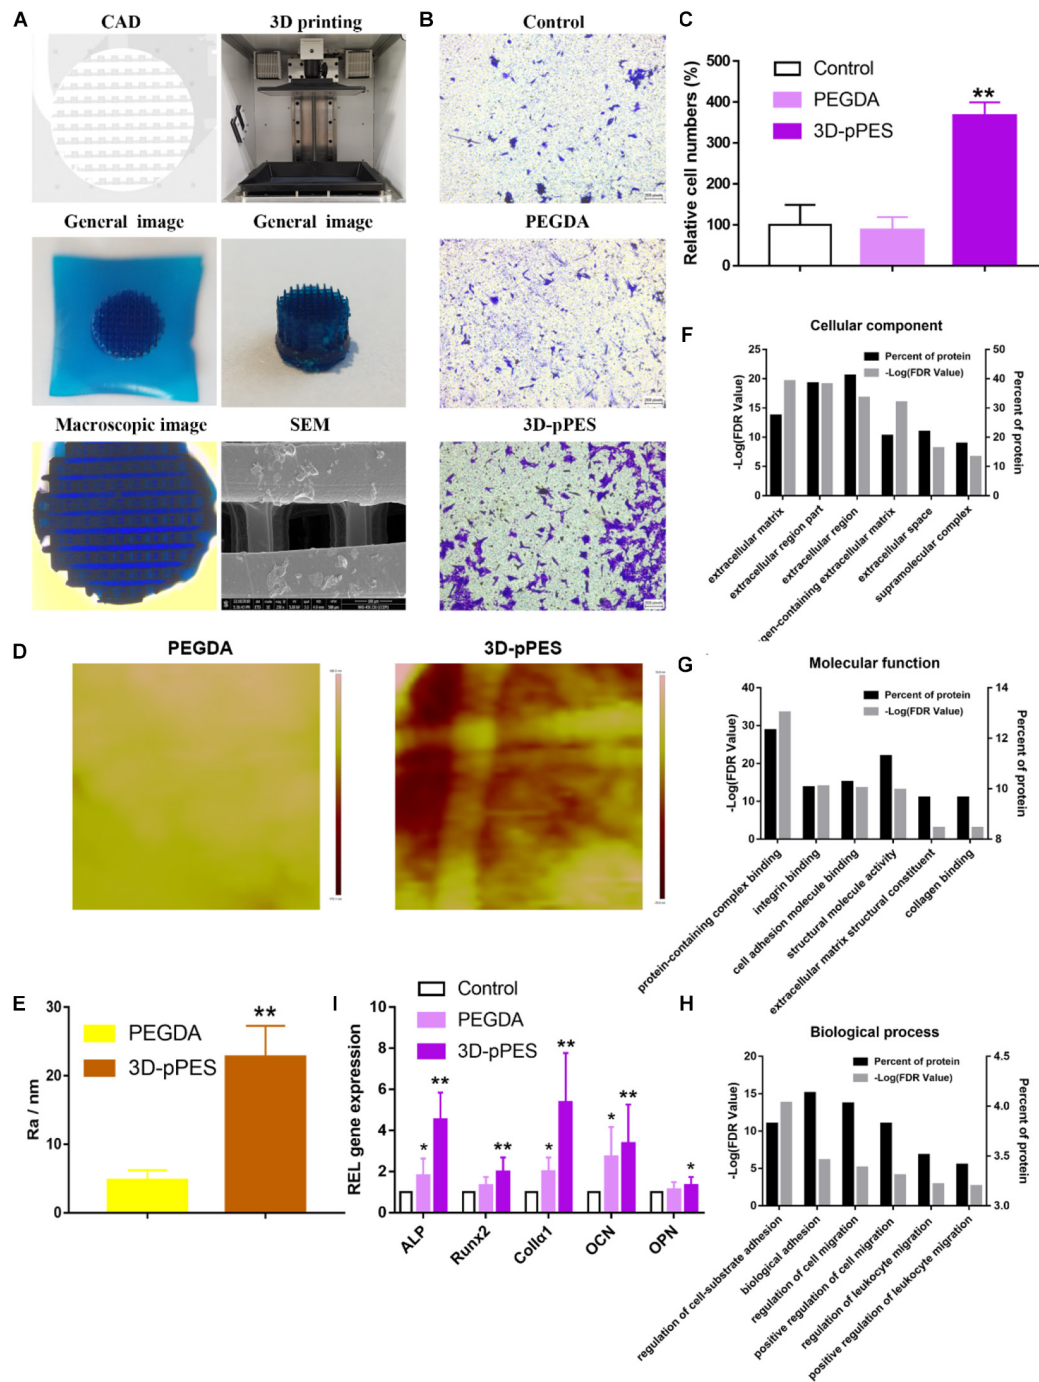 A
CAD
3D printing
General image
General image
Macroscopic image
SEM
B
Control
PEGDA
3D-pPES
C
Relative cell numbers (%)
500
400
300
200
100
0
Control
PEGDA
3D-pPES
**
D
PEGDA
3D-pPES
E
Ra / nm
30
20
10
0
PEGDA
3D-pPES
**
F
Cellular component
-Log(FDR Value)
25
20
15
10
5
0
Percent of protein
-Log(FDR Value)
50
40
30
20
10
0
Percent of protein
extracellular matrix
extracellular region part
extracellular region
gen-containing extracellular matrix
extracellular space
supramolecular complex
G
Molecular function
-Log(FDR Value)
40
30
20
10
0
Percent of protein
-Log(FDR Value)
14
12
10
8
Percent of protein
protein-containing complex binding
integrin binding
cell adhesion molecule binding
structural molecule activity
extracellular matrix structural constituent
collagen binding
H
Biological process
-Log(FDR Value)
20
15
10
5
0
Percent of protein
-Log(FDR Value)
4.5
4.0
3.5
3.0
Percent of protein
regulation of cell-substrate adhesion
biological adhesion
regulation of cell migration
positive regulation of cell migration
regulation of leukocyte migration
positive regulation of leukocyte migration
I
REL gene expression
10
8
6
4
2
0
Control
PEGDA
3D-pPES
*
**
**
*
**
*
**
*
ALP
Runx2
CollIα1
OCN
OPN